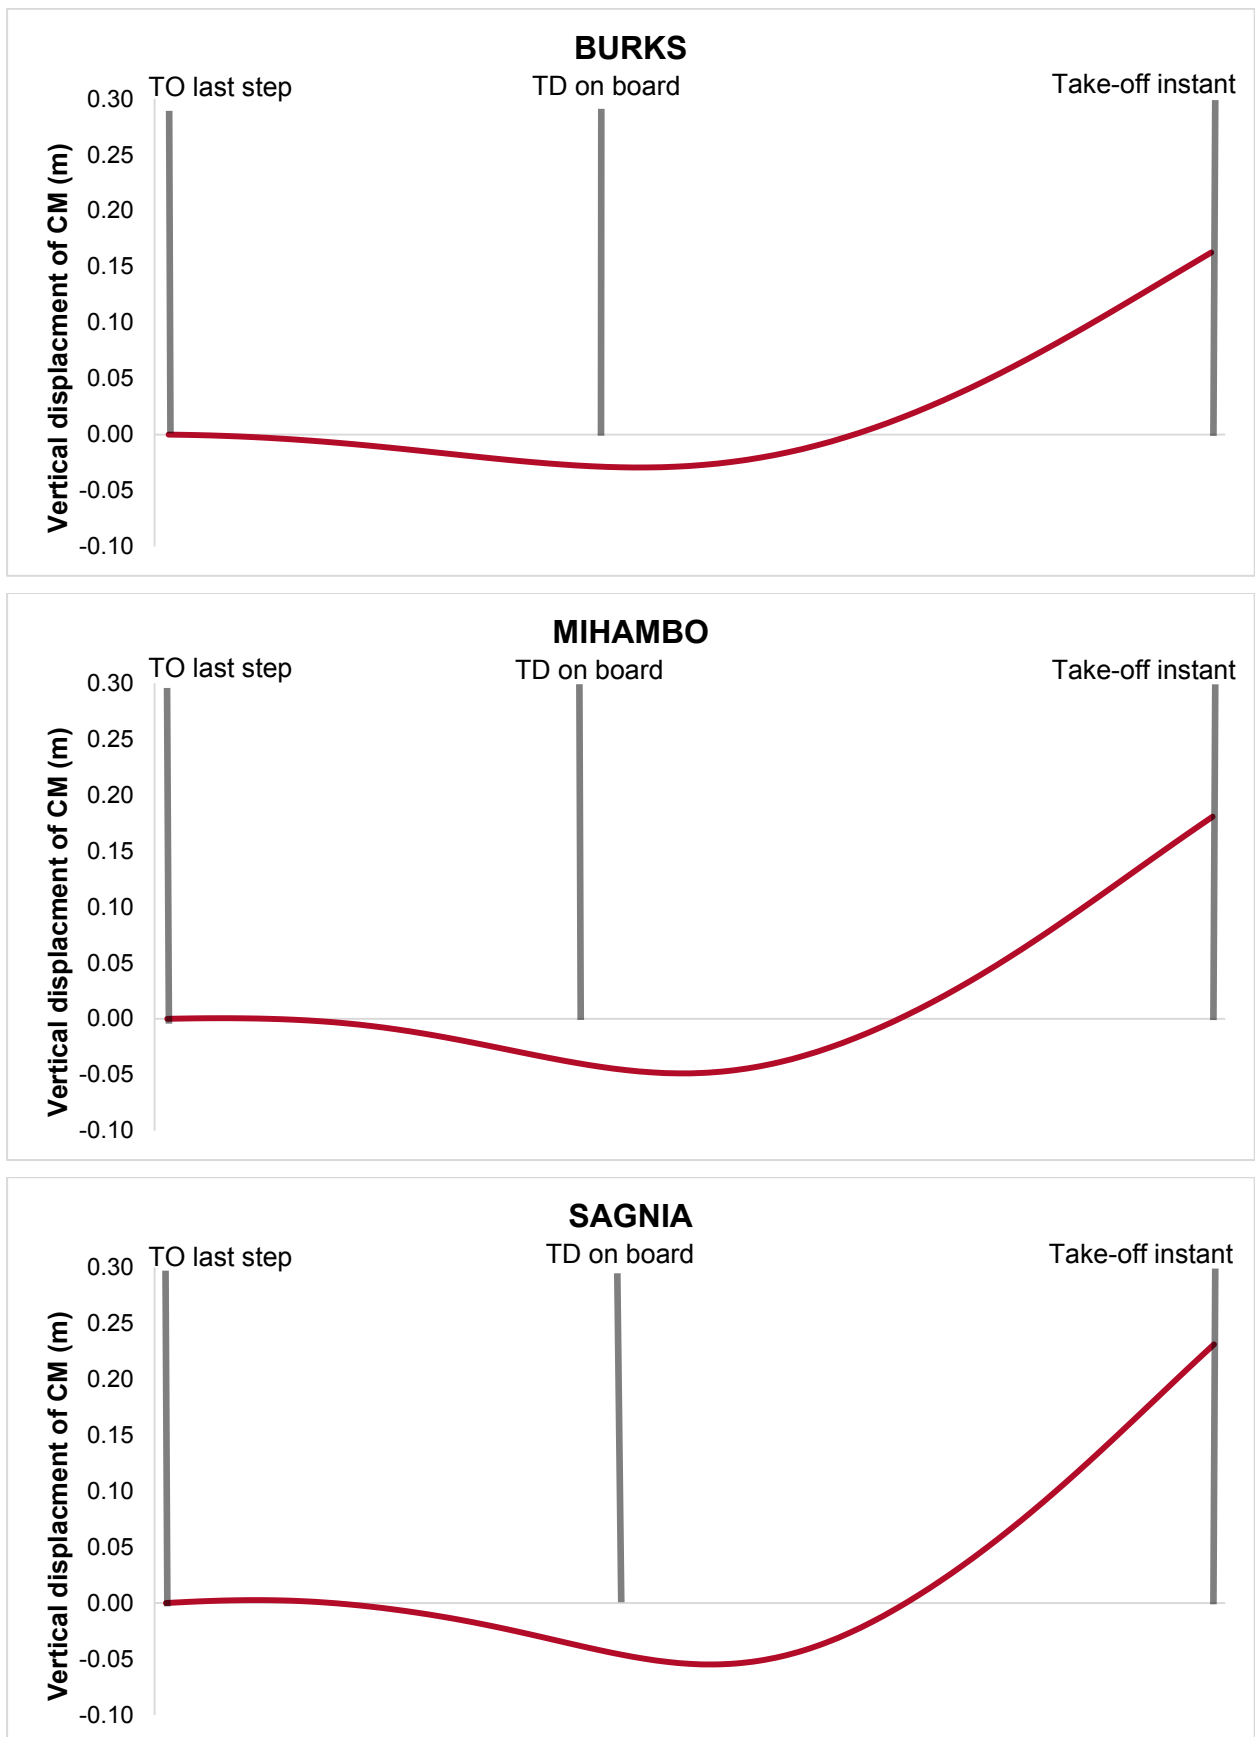 BURKS
TO last step
TD on board
Take-off instant
Vertical displacment of CM (m)
0.30
0.25
0.20
0.15
0.10
0.05
0.00
-0.05
-0.10
MIHAMBO
TO last step
TD on board
Take-off instant
Vertical displacment of CM (m)
0.30
0.25
0.20
0.15
0.10
0.05
0.00
-0.05
-0.10
SAGNIA
TO last step
TD on board
Take-off instant
Vertical displacment of CM (m)
0.30
0.25
0.20
0.15
0.10
0.05
0.00
-0.05
-0.10